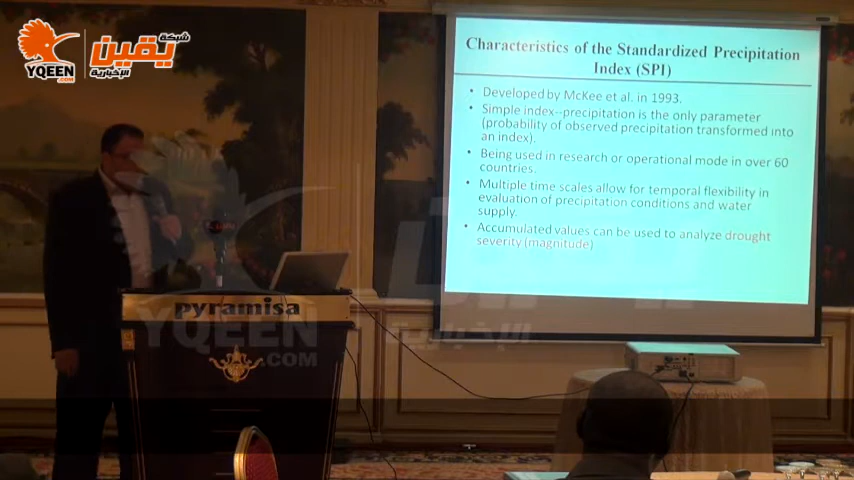 شبكة
يقين
الإخبارية
YQEEN
.COM
Characteristics of the Standardized Precipitation
Index (SPI)
• Developed by McKee et al. in 1993.
• Simple index--precipitation is the only parameter
(probability of observed precipitation transformed into
an index).
• Being used in research or operational mode in over 60
countries.
• Multiple time scales allow for temporal flexibility in
evaluation of precipitation conditions and water
supply.
• Accumulated values can be used to analyze drought
severity (magnitude)
pyramisa
YQEEN
.COM
الإخبارية